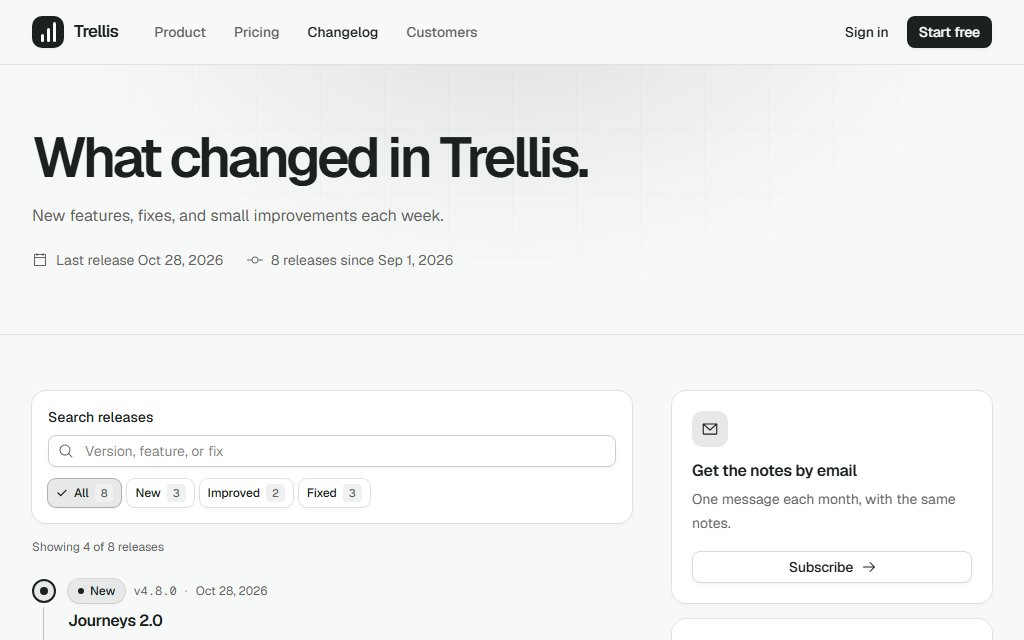 Trellis
Product
Pricing
Changelog
Customers
Sign in
Start free
What changed in Trellis.
New features, fixes, and small improvements each week.
Last release Oct 28, 2026
8 releases since Sep 1, 2026
Search releases
Version, feature, or fix
All 8
New 3
Improved 2
Fixed 3
Showing 4 of 8 releases
New v4.8.0 · Oct 28, 2026
Journeys 2.0
Get the notes by email
One message each month, with the same
notes.
Subscribe